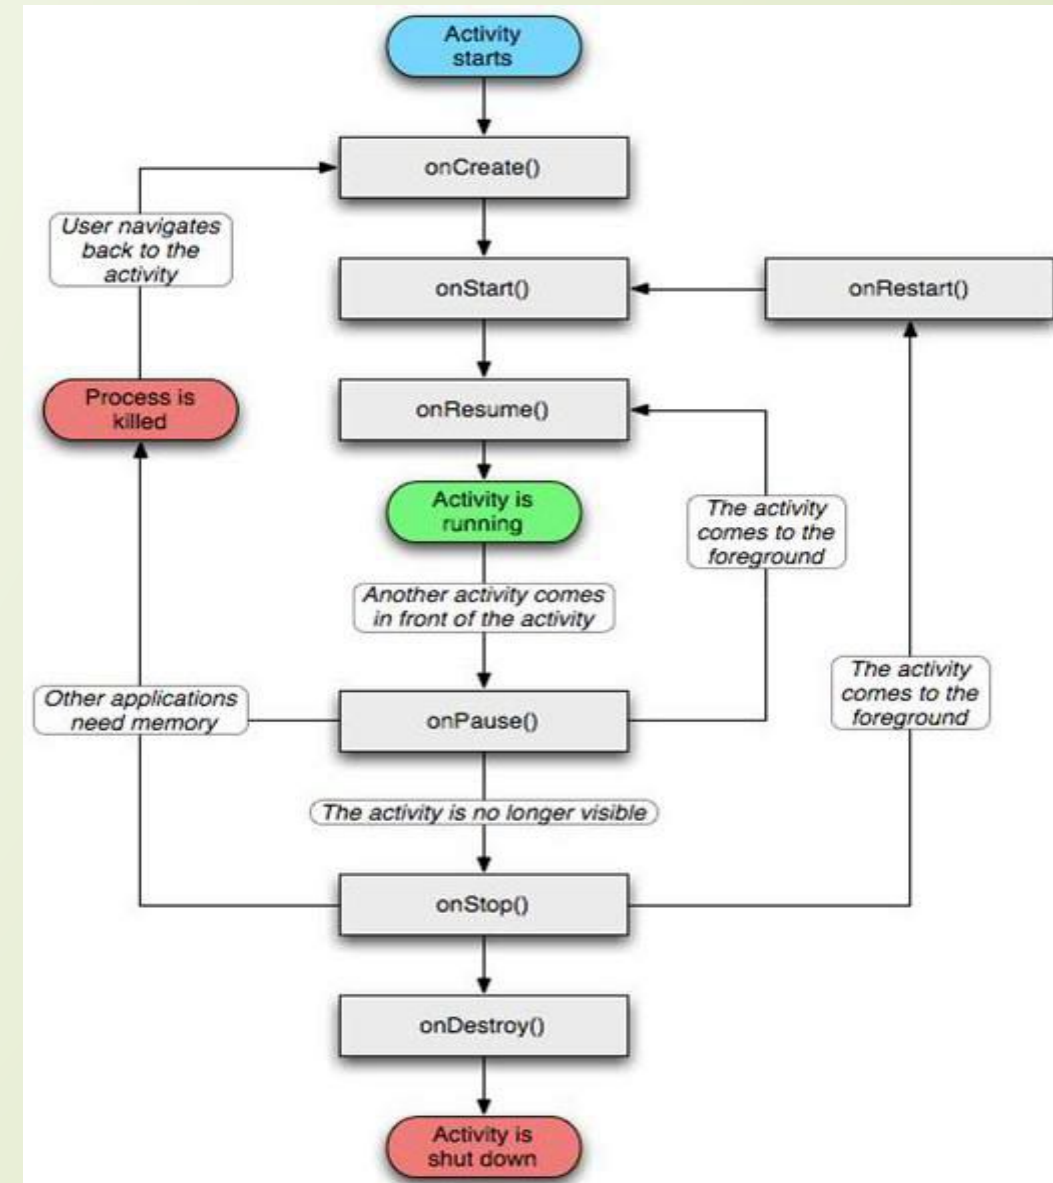 Activity
starts
onCreate()
User navigates
back to the
activity
onStart()
onRestart()
Process is
killed
onResume()
Activity is
running
The activity
comes to the
foreground
Another activity comes
in front of the activity
The activity
comes to the
foreground
Other applications
need memory
onPause()
The activity is no longer visible
onStop()
onDestroy()
Activity is
shut down